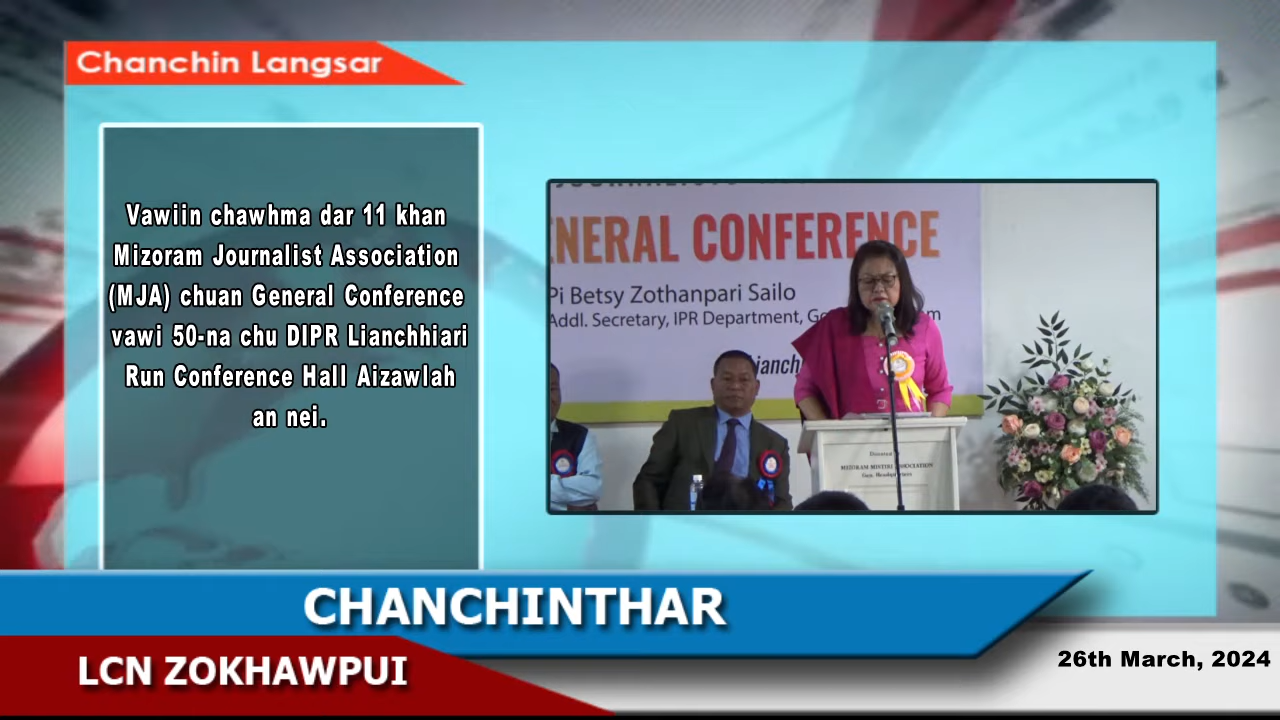 Chanchin Langsar
Vawiin chawhma dar 11 khan
Mizoram Journalist Association
(MJA) chuan General Conference
vawi 50-na chu DIPR Lianchhiari
Run Conference Hall Aizawlah
an nei.
ENERAL CONFERENCE
Pi Betsy Zothanpari Sailo
Addl. Secretary, IPR Department,
MIZORAM ASSOCIATION
CHANCHINTHAR
LCN ZOKHAWPUI
26th March, 2024